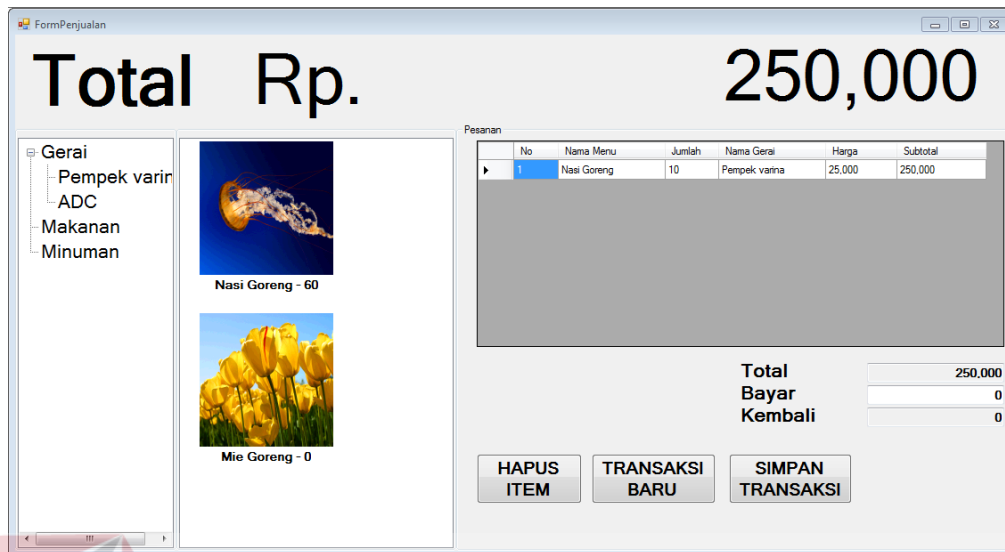 FormPenjualan
Total Rp. 250,000
Gerai
Pempek varin
ADC
Makanan
Minuman
Nasi Goreng - 60
Mie Goreng - 0
Pesanan
No Nama Menu Jumlah Nama Gerai Harga Subtotal
1 Nasi Goreng 10 Pempek varina 25,000 250,000
Total 250,000
Bayar 0
Kembali 0
HAPUS
ITEM
TRANSAKSI
BARU
SIMPAN
TRANSAKSI